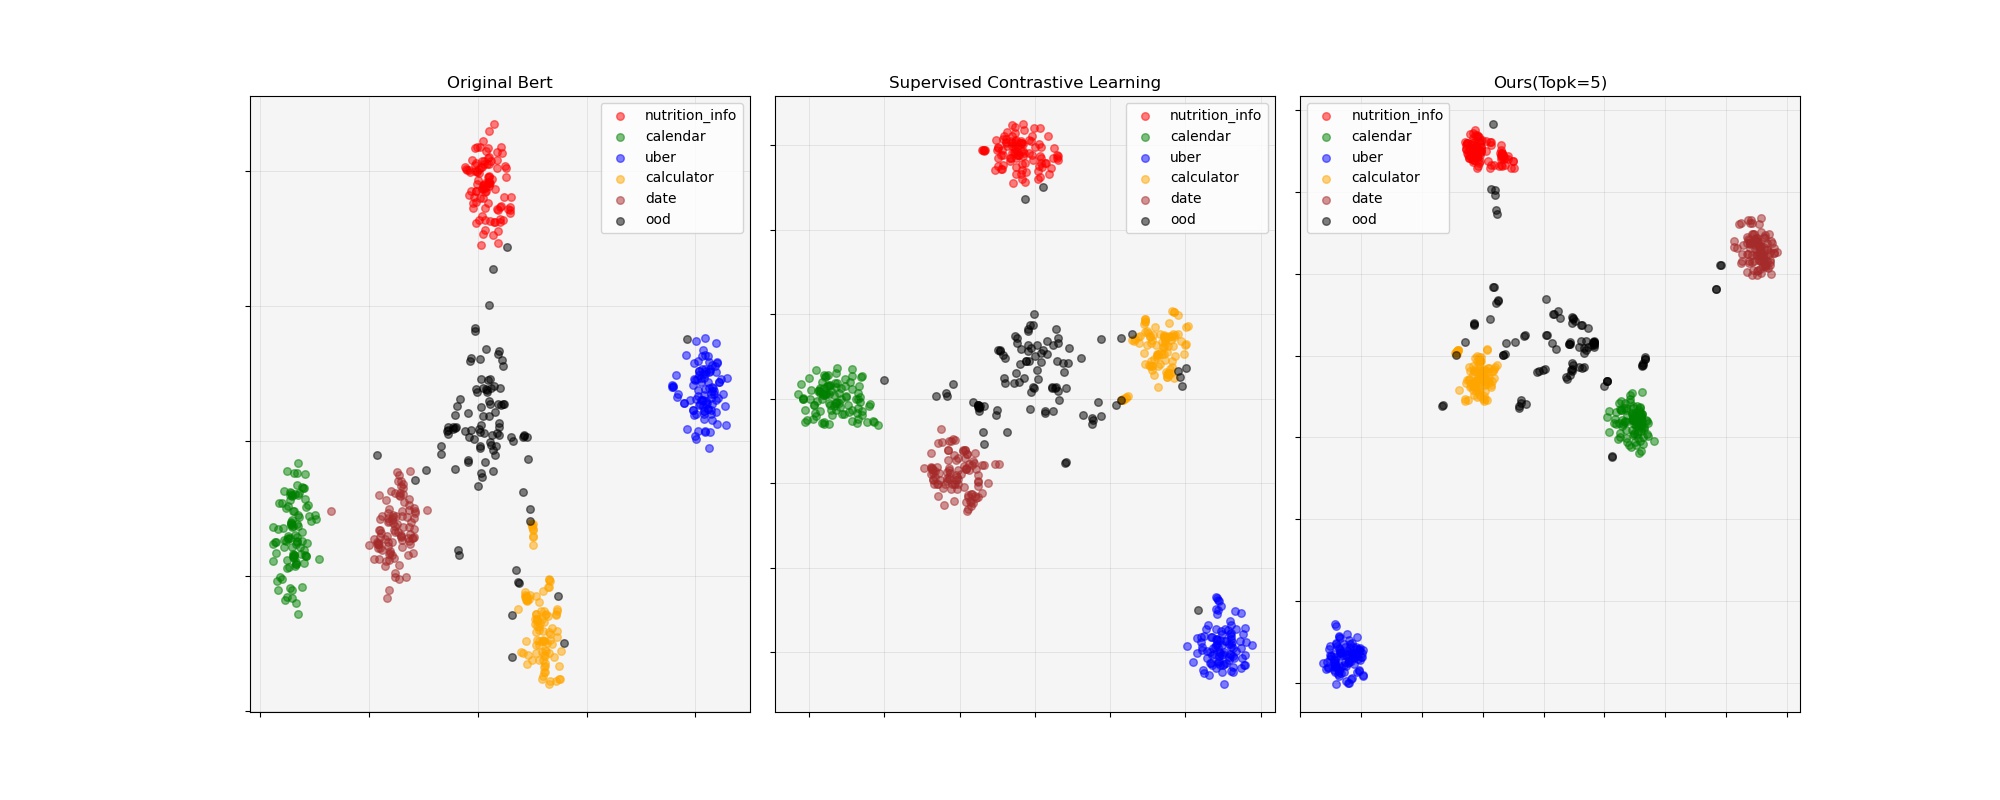 Original Bert
nutrition_info
calendar
uber
calculator
date
ood
Supervised Contrastive Learning
nutrition_info
calendar
uber
calculator
date
ood
Ours(Topk=5)
nutrition_info
calendar
uber
calculator
date
ood